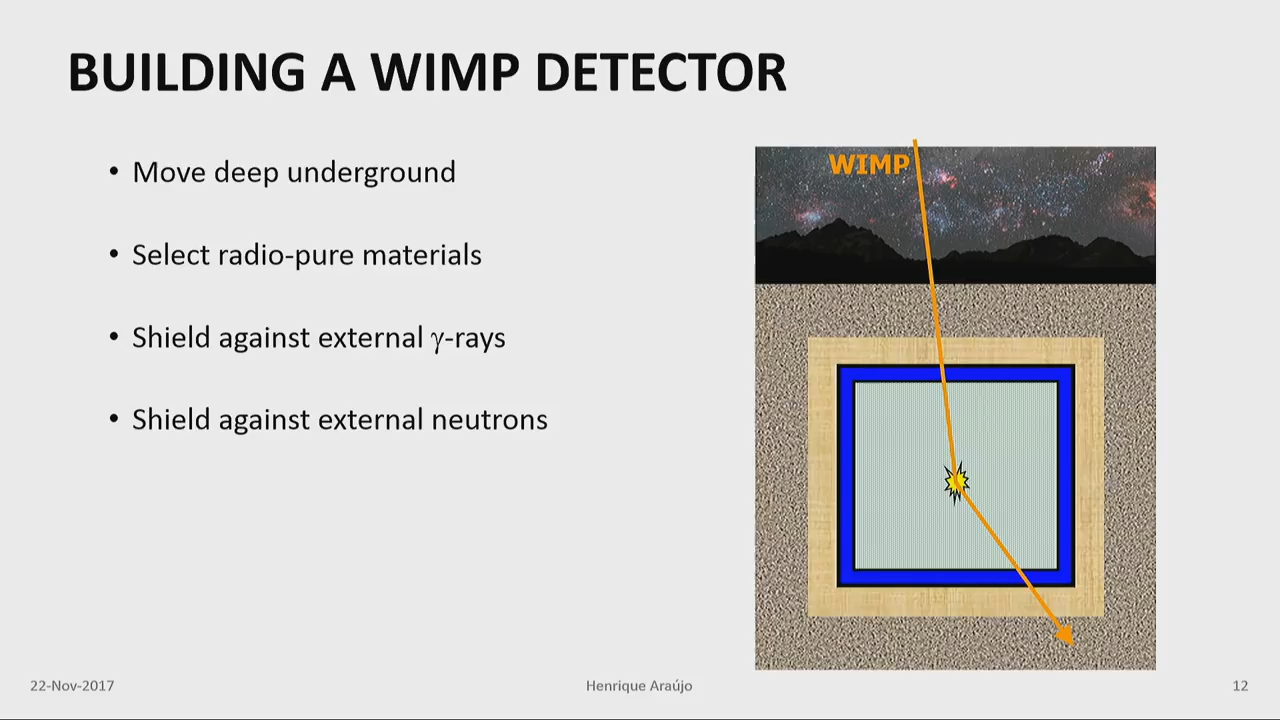 BUILDING A WIMP DETECTOR
• Move deep underground
• Select radio-pure materials
• Shield against external γ-rays
• Shield against external neutrons
WIMP
22-Nov-2017
Henrique Araújo
12